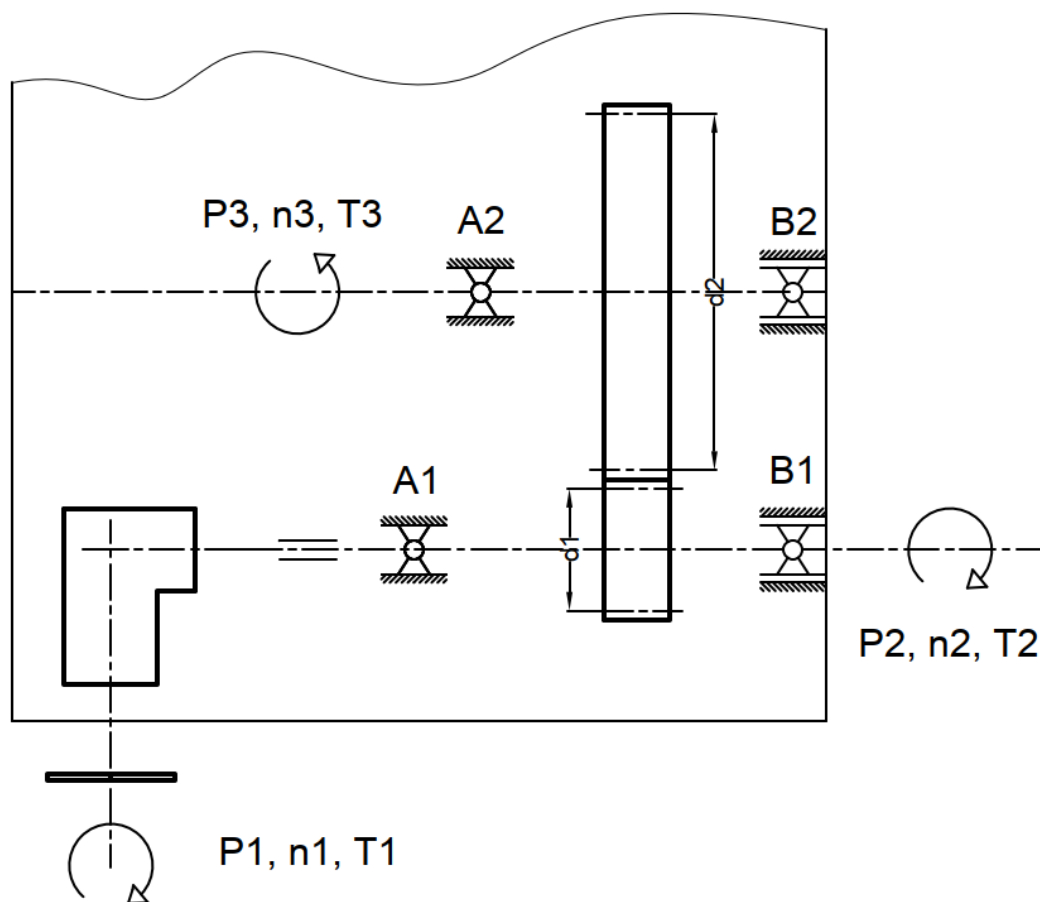 P3, n3, T3
A2
B2
d2
A1
B1
d1
P2, n2, T2
P1, n1, T1